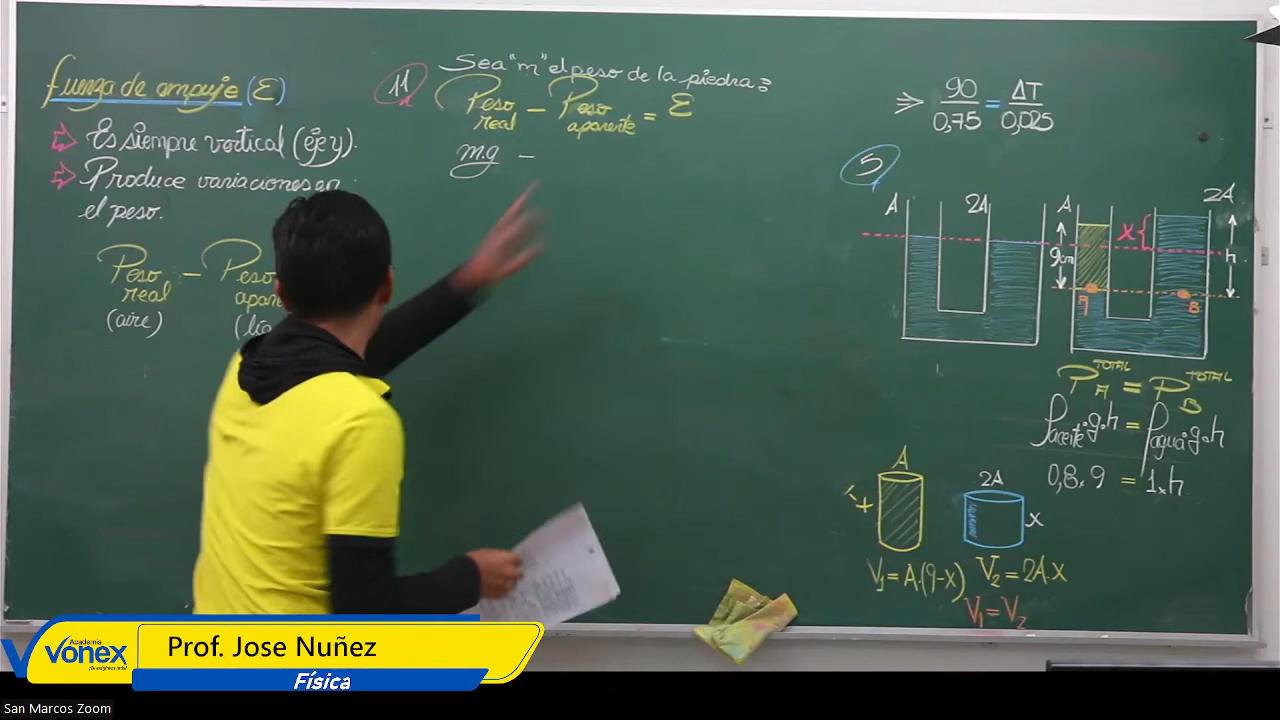 Fuerza de empuje (E)
⇒ Es siempre vertical (eje y).
⇒ Produce variaciones en
el peso.
Peso real (aire) - Peso
11
Sea "m" el peso de la piedra:
Peso real - Peso aparente = E
m.g -
⇒ 90/0,75 = ΔT/0,025
5
A 2A A 2A
x
9cm h
A B
P_A^TOTAL = P_B^TOTAL
ρaceite.g.h = ρagua.g.h
0,8.9 = 1.h
A 2A
x
V₁=A.(9-x) V₂=2A.x
V₁=V₂
Academia
vonex
Prof. Jose Nuñez
Física
San Marcos Zoom